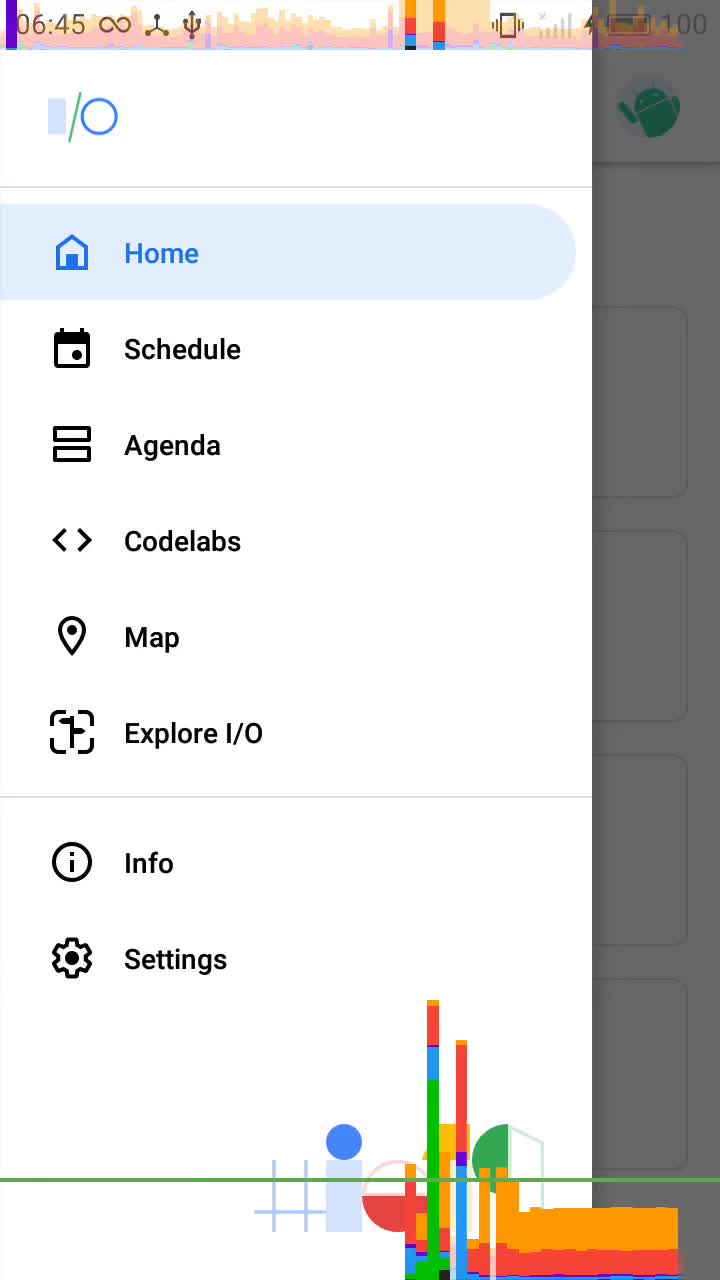 06:45 100
I/O
Home
Schedule
Agenda
Codelabs
Map
Explore I/O
Info
Settings